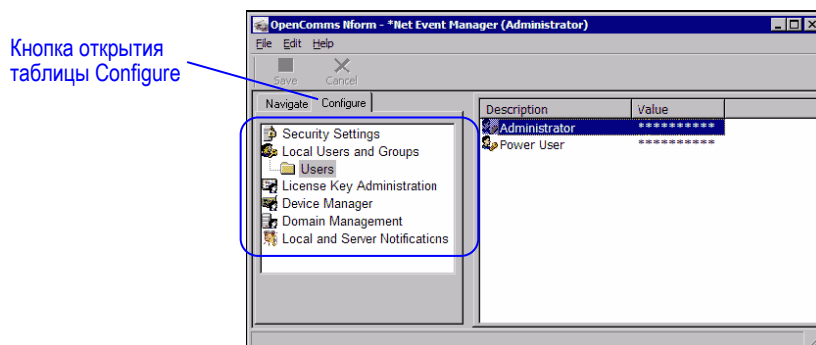 Кнопка открытия
таблицы Configure
OpenComms Nform - *Net Event Manager (Administrator)
File Edit Help
Save Cancel
Navigate Configure
Security Settings
Local Users and Groups
Users
License Key Administration
Device Manager
Domain Management
Local and Server Notifications
Description Value
Administrator **********
Power User **********